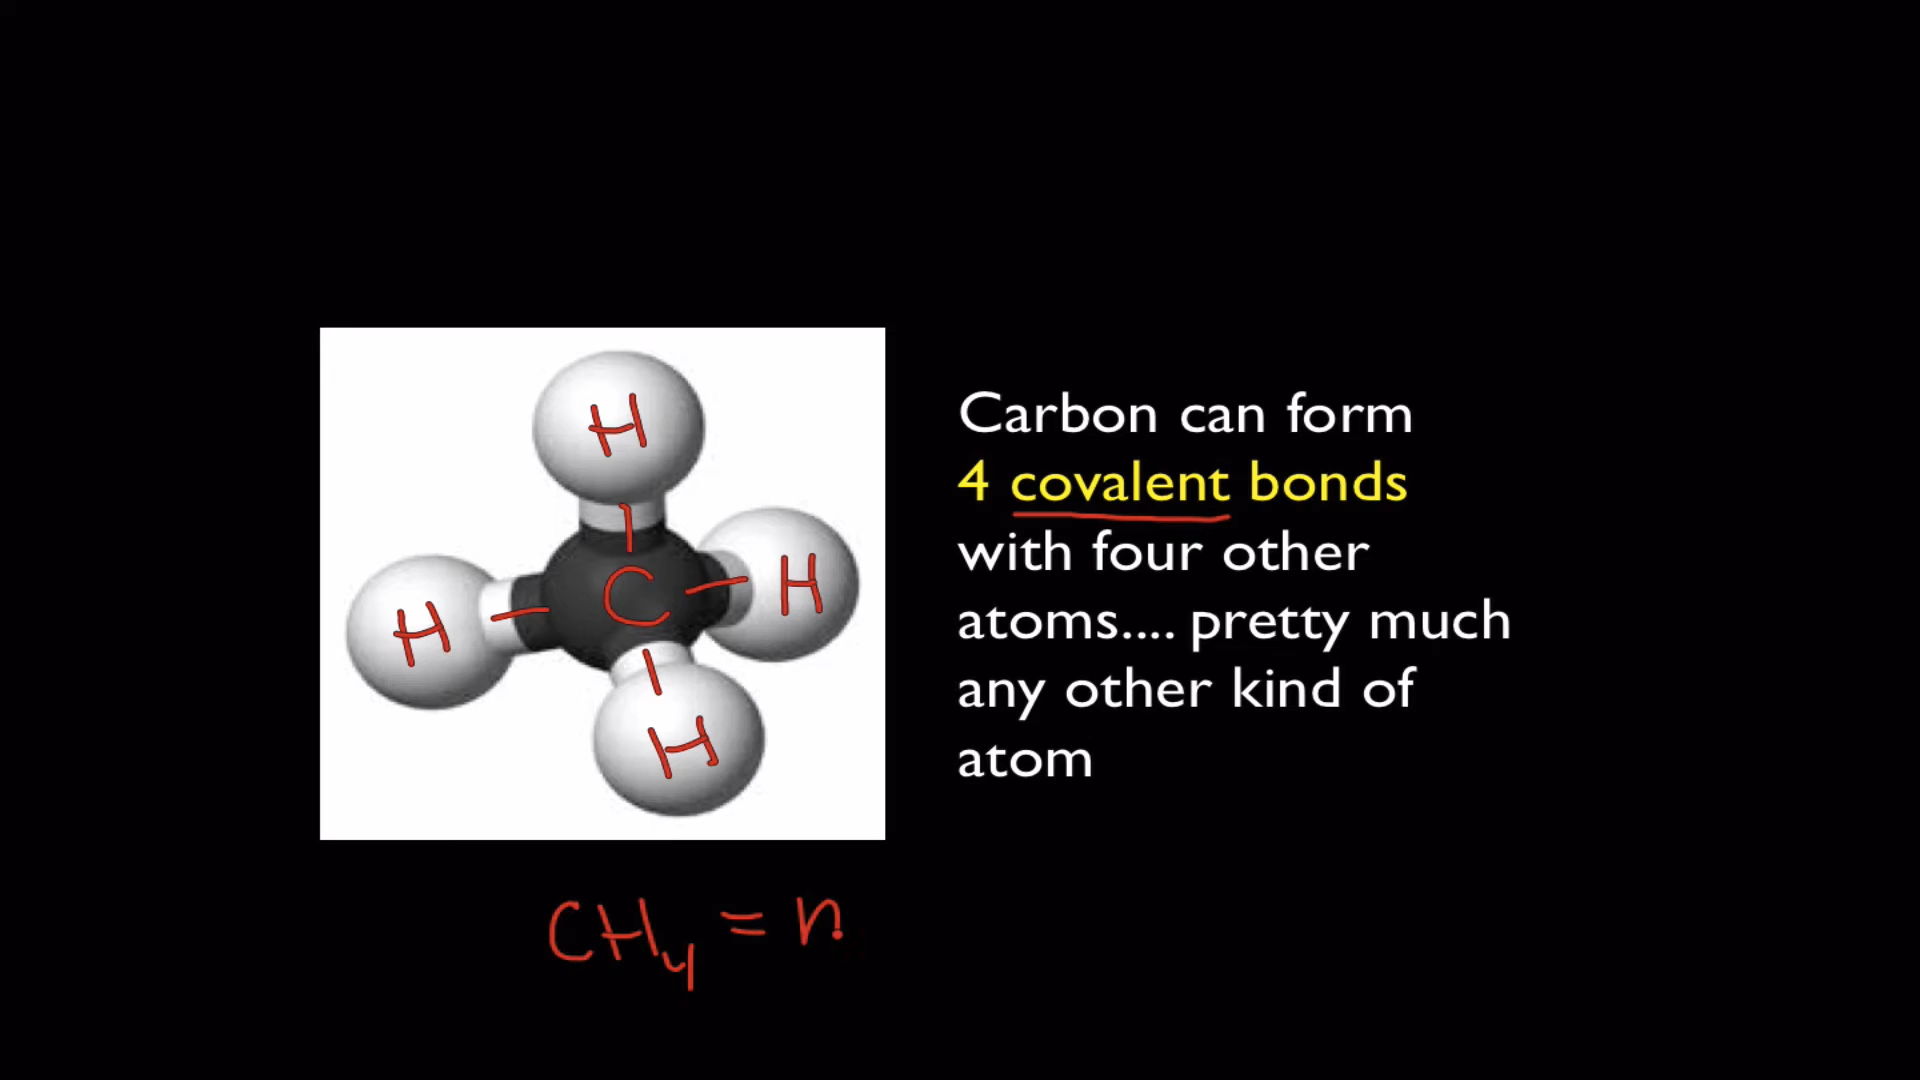 H
C
H
H
H
Carbon can form
4 covalent bonds
with four other
atoms.... pretty much
any other kind of
atom
CH4 = n